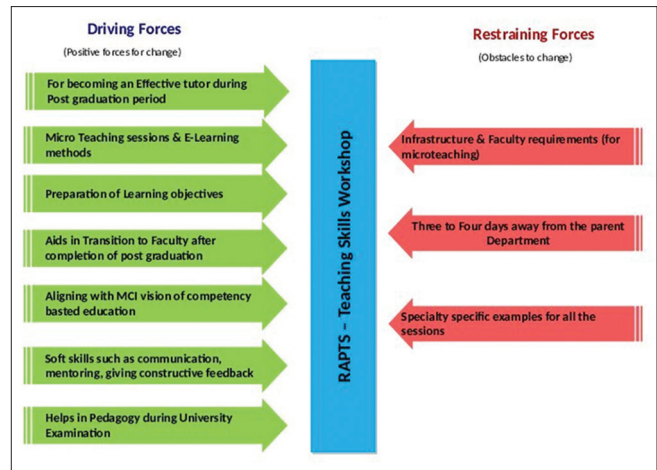 Driving Forces
(Positive forces for change)
For becoming an Effective tutor during
Post graduation period
Micro Teaching sessions & E-Learning
methods
Preparation of Learning objectives
Aids in Transition to Faculty after
completion of post graduation
Aligning with MCI vision of competency
basted education
Soft skills such as communication,
mentoring, giving constructive feedback
Helps in Pedagogy during University
Examination
RAPTS – Teaching Skills Workshop
Restraining Forces
(Obstacles to change)
Infrastructure & Faculty requirements (for
microteaching)
Three to Four days away from the parent
Department
Specialty specific examples for all the
sessions